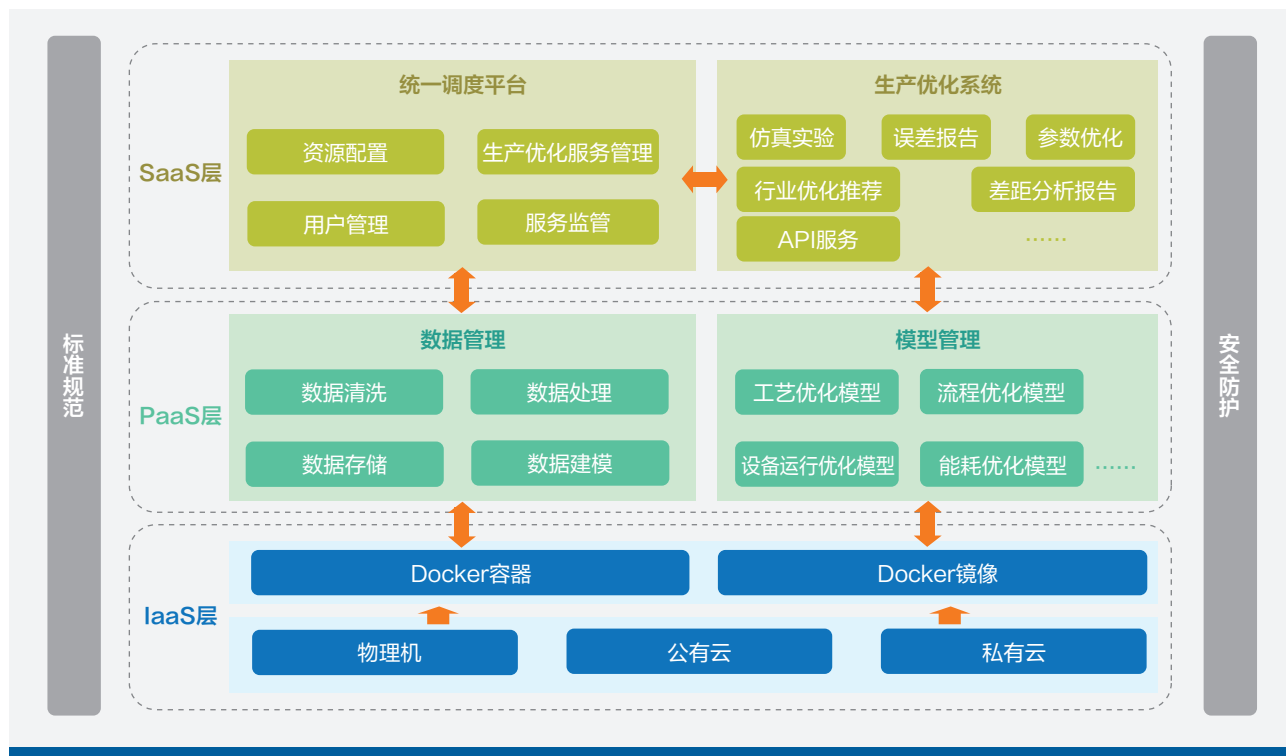 标准规范
SaaS层
统一调度平台
资源配置
生产优化服务管理
用户管理
服务监管
生产优化系统
仿真实验
误差报告
参数优化
行业优化推荐
差距分析报告
API服务
……
PaaS层
数据管理
数据清洗
数据处理
数据存储
数据建模
模型管理
工艺优化模型
流程优化模型
设备运行优化模型
能耗优化模型
……
IaaS层
Docker容器
Docker镜像
物理机
公有云
私有云
安全防护